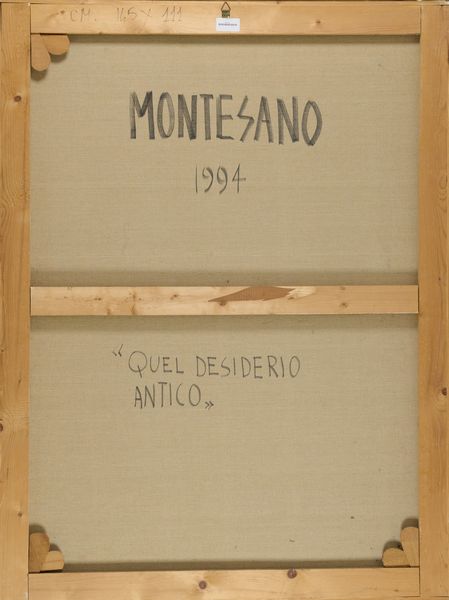 CM. 145 X 111
MONTESANO
1994
“QUEL DESIDERIO
ANTICO„